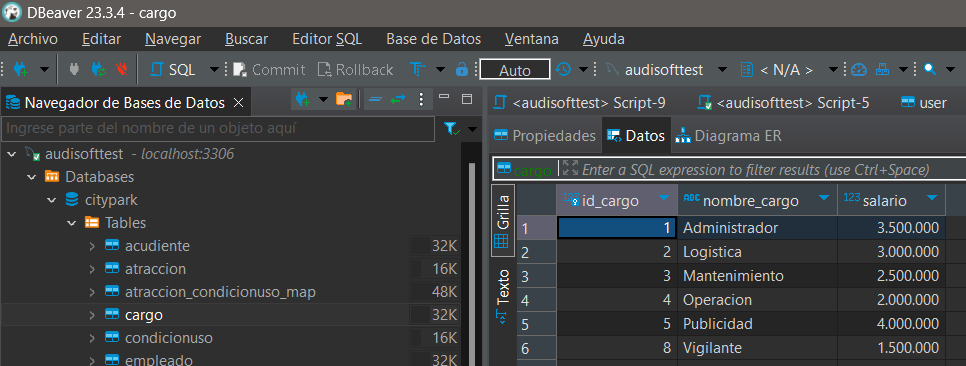 DBeaver 23.3.4 - cargo
Archivo Editar Navegar Buscar Editor SQL Base de Datos Ventana Ayuda
SQL Commit Rollback Auto audisofttest < N/A >
Navegador de Bases de Datos
<audisofttest> Script-9 <audisofttest> Script-5 user
Ingrese parte del nombre de un objeto aquí
Propiedades Datos Diagrama ER
audisofttest - localhost:3306
cargo Enter a SQL expression to filter results (use Ctrl+Space)
Databases
citypark
Tables
acudiente 32K
atraccion 16K
atraccion_condicionuso_map 48K
cargo 32K
condicionuso 16K
empleado 32K
Grilla
Texto
123 id_cargo ABC nombre_cargo 123 salario
1 1 Administrador 3.500.000
2 2 Logistica 3.000.000
3 3 Mantenimiento 2.500.000
4 4 Operacion 2.000.000
5 5 Publicidad 4.000.000
6 8 Vigilante 1.500.000